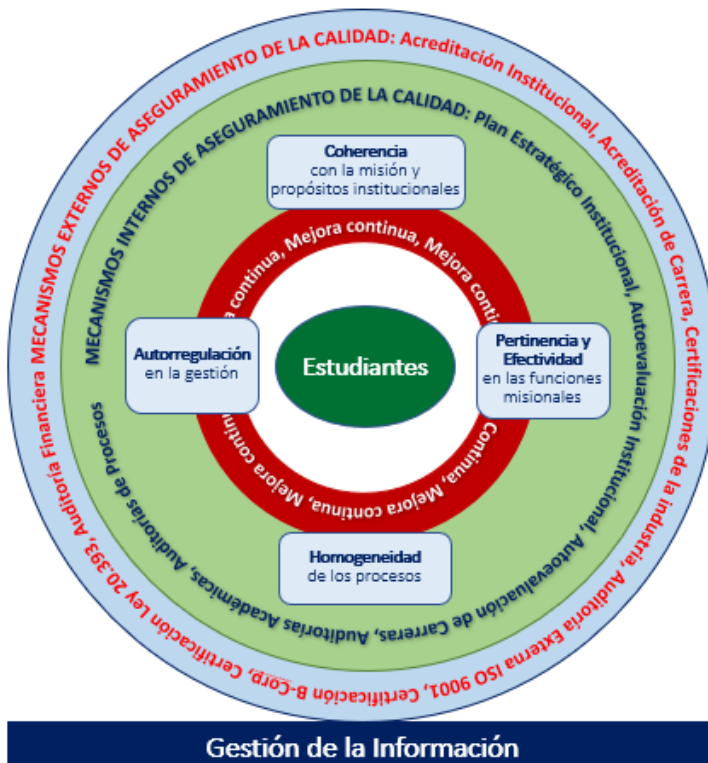 MECANISMOS EXTERNOS DE ASEGURAMIENTO DE LA CALIDAD: Acreditación Institucional, Acreditación de Carrera, Certificaciones de la industria, Auditoría Externa ISO 9001, Certificación B-Corp, Certificación Ley 20.393, Auditoría Financiera
MECANISMOS INTERNOS DE ASEGURAMIENTO DE LA CALIDAD: Plan Estratégico Institucional, Autoevaluación Institucional, Autoevaluación de Carreras, Auditorías Académicas, Auditorías de Procesos
Coherencia
con la misión y
propósitos institucionales
continua, Mejora continua, Mejora
Autorregulación
en la gestión
Estudiantes
Pertinencia y
Efectividad
en las funciones
misionales
Continua, Mejora continua, Mejora
Homogeneidad
de los procesos
Gestión de la Información